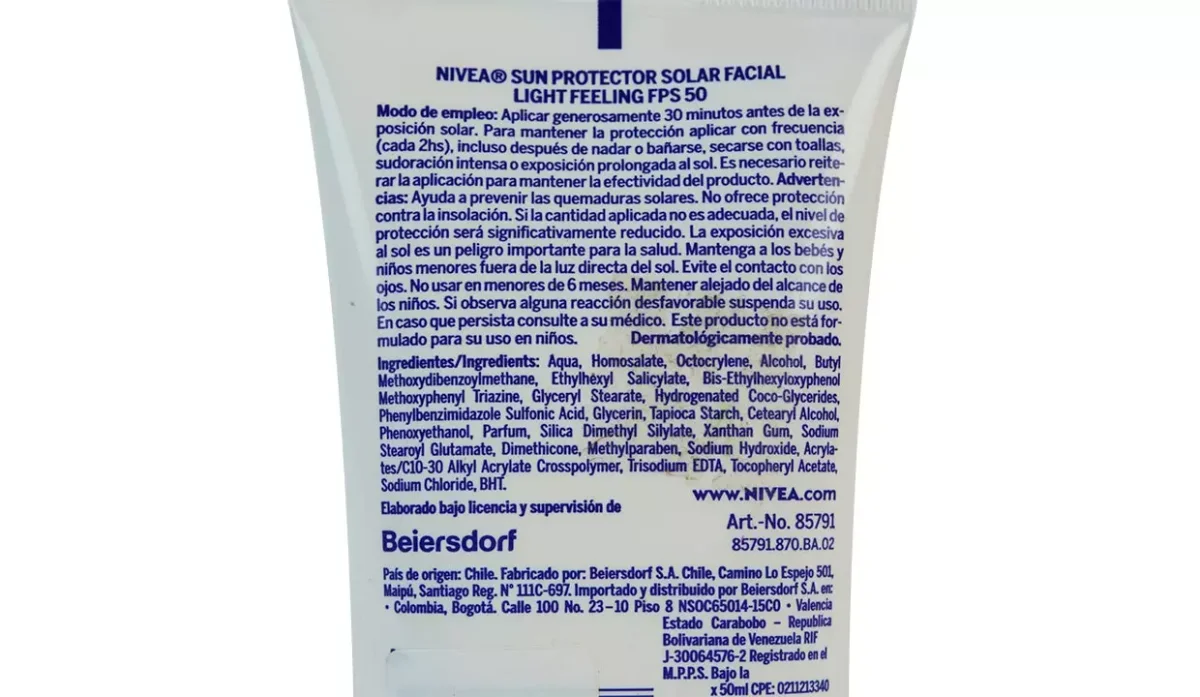 NIVEA® SUN PROTECTOR SOLAR FACIAL
LIGHT FEELING FPS 50
Modo de empleo: Aplicar generosamente 30 minutos antes de la ex-
posición solar. Para mantener la protección aplicar con frecuencia
(cada 2hs), incluso después de nadar o bañarse, secarse con toallas,
sudoración intensa o exposición prolongada al sol. Es necesario reite-
rar la aplicación para mantener la efectividad del producto. Adverten-
cias: Ayuda a prevenir las quemaduras solares. No ofrece protección
contra la insolación. Si la cantidad aplicada no es adecuada, el nivel de
protección será significativamente reducido. La exposición excesiva
al sol es un peligro importante para la salud. Mantenga a los bebés y
niños menores fuera de la luz directa del sol. Evite el contacto con los
ojos. No usar en menores de 6 meses. Mantener alejado del alcance de
los niños. Si observa alguna reacción desfavorable suspenda su uso.
En caso que persista consulte a su médico. Este producto no está for-
mulado para su uso en niños. Dermatológicamente probado.
Ingredientes/Ingredients: Aqua, Homosalate, Octocrylene, Alcohol, Butyl
Methoxydibenzoylmethane, Ethylhexyl Salicylate, Bis-Ethylhexyloxyphenol
Methoxyphenyl Triazine, Glyceryl Stearate, Hydrogenated Coco-Glycerides,
Phenylbenzimidazole Sulfonic Acid, Glycerin, Tapioca Starch, Cetearyl Alcohol,
Phenoxyethanol, Parfum, Silica Dimethyl Silylate, Xanthan Gum, Sodium
Stearoyl Glutamate, Dimethicone, Methylparaben, Sodium Hydroxide, Acryla-
tes/C10-30 Alkyl Acrylate Crosspolymer, Trisodium EDTA, Tocopheryl Acetate,
Sodium Chloride, BHT.
www.NIVEA.com
Elaborado bajo licencia y supervisión de
Beiersdorf
Art.-No. 85791
85791.870.BA.02
País de origen: Chile. Fabricado por: Beiersdorf S.A. Chile, Camino Lo Espejo 501,
Maipú, Santiago Reg. N° 111C-697. Importado y distribuido por Beiersdorf S.A. en:
• Colombia, Bogotá. Calle 100 No. 23-10 Piso 8 NSOC65014-15CO • Valencia
Estado Carabobo – Republica
Bolivariana de Venezuela RIF
J-30064576-2 Registrado en el
M.P.P.S. Bajo la
x 50ml CPE: 0211213340